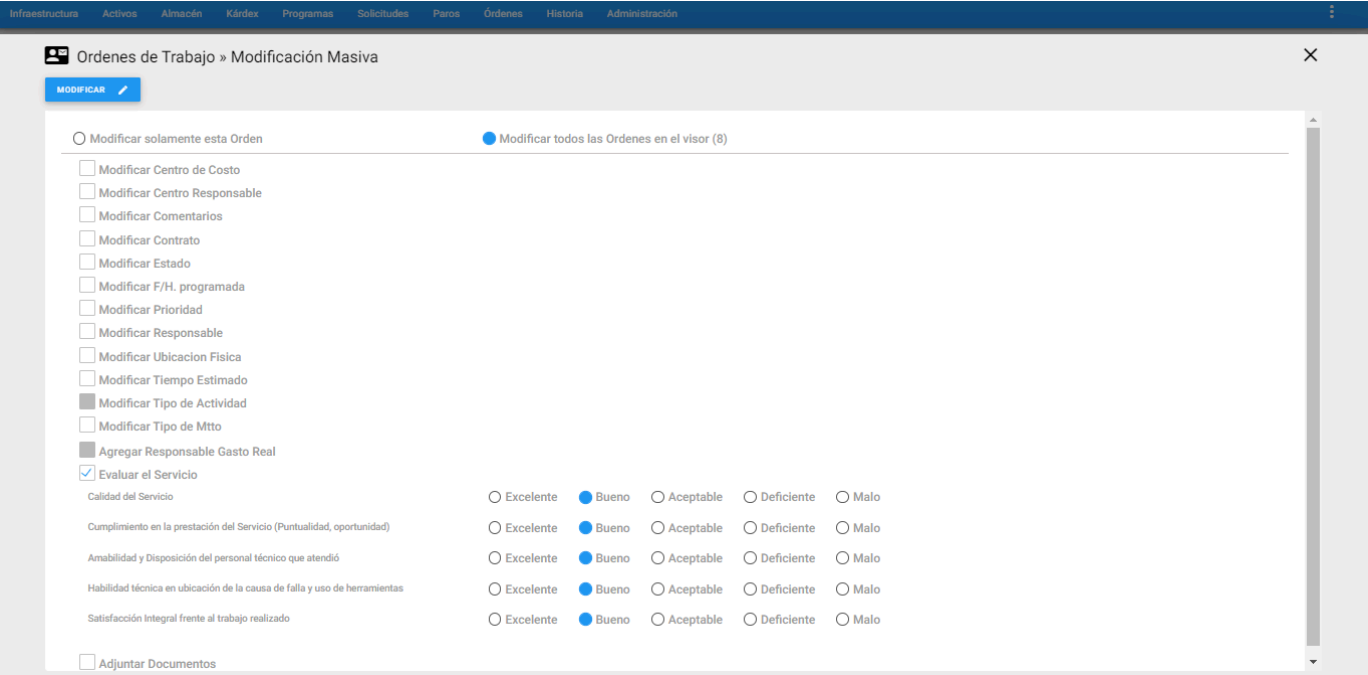 Infraestructura Activos Almacén Kárdex Programas Solicitudes Paros Órdenes Historia Administración
Ordenes de Trabajo » Modificación Masiva
MODIFICAR
Modificar solamente esta Orden Modificar todos las Ordenes en el visor (8)
Modificar Centro de Costo
Modificar Centro Responsable
Modificar Comentarios
Modificar Contrato
Modificar Estado
Modificar F/H. programada
Modificar Prioridad
Modificar Responsable
Modificar Ubicacion Fisica
Modificar Tiempo Estimado
Modificar Tipo de Actividad
Modificar Tipo de Mtto
Agregar Responsable Gasto Real
Evaluar el Servicio
Calidad del Servicio Excelente Bueno Aceptable Deficiente Malo
Cumplimiento en la prestación del Servicio (Puntualidad, oportunidad) Excelente Bueno Aceptable Deficiente Malo
Amabilidad y Disposición del personal técnico que atendió Excelente Bueno Aceptable Deficiente Malo
Habilidad técnica en ubicación de la causa de falla y uso de herramientas Excelente Bueno Aceptable Deficiente Malo
Satisfacción Integral frente al trabajo realizado Excelente Bueno Aceptable Deficiente Malo
Adjuntar Documentos